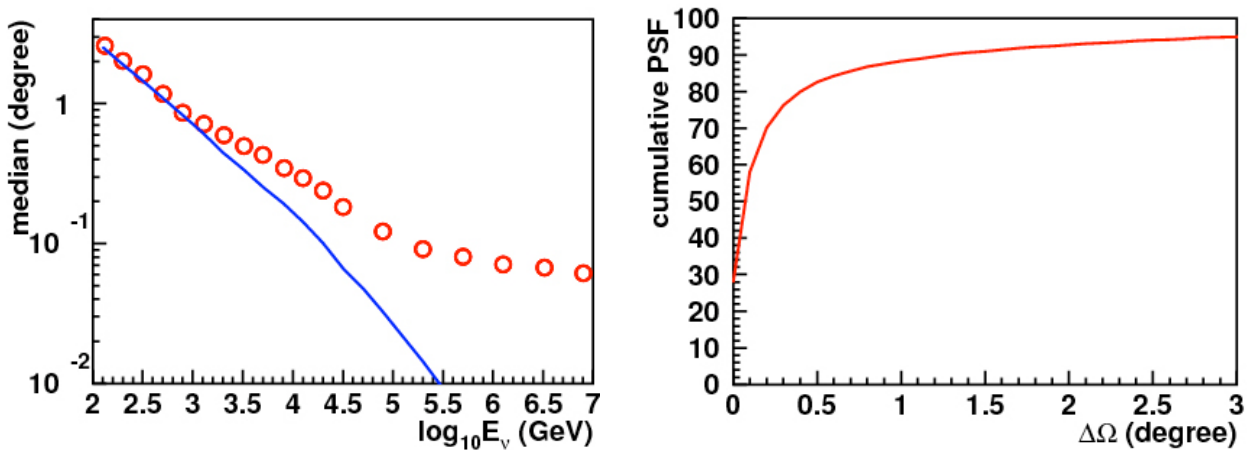 median (degree)
1
10 -1
10 -2
2 2.5 3 3.5 4 4.5 5 5.5 6 6.5 7
log10Eν (GeV)
cumulative PSF
100
90
80
70
60
50
40
30
20
10
0
0 0.5 1 1.5 2 2.5 3
ΔΩ (degree)